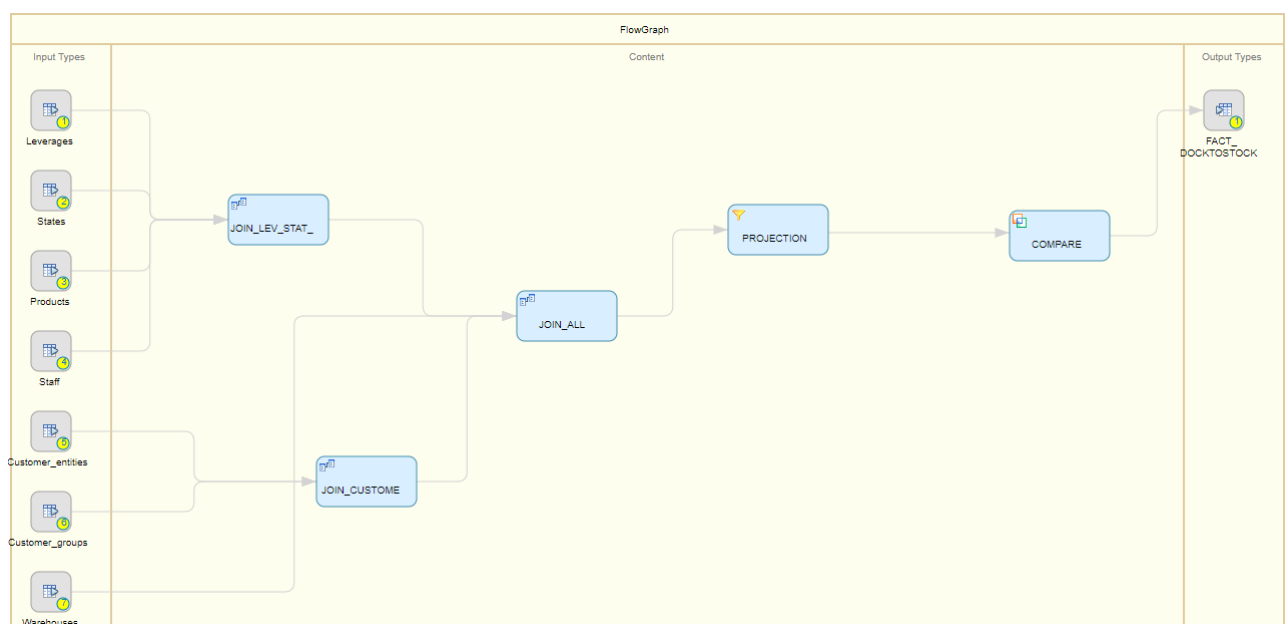 FlowGraph
Input Types
Content
Output Types
1
Leverages
2
States
3
Products
4
Staff
5
Customer_entities
6
Customer_groups
7
Warehouses
JOIN_LEV_STAT_
JOIN_CUSTOME
JOIN_ALL
PROJECTION
COMPARE
1
FACT_
DOCKTOSTOCK